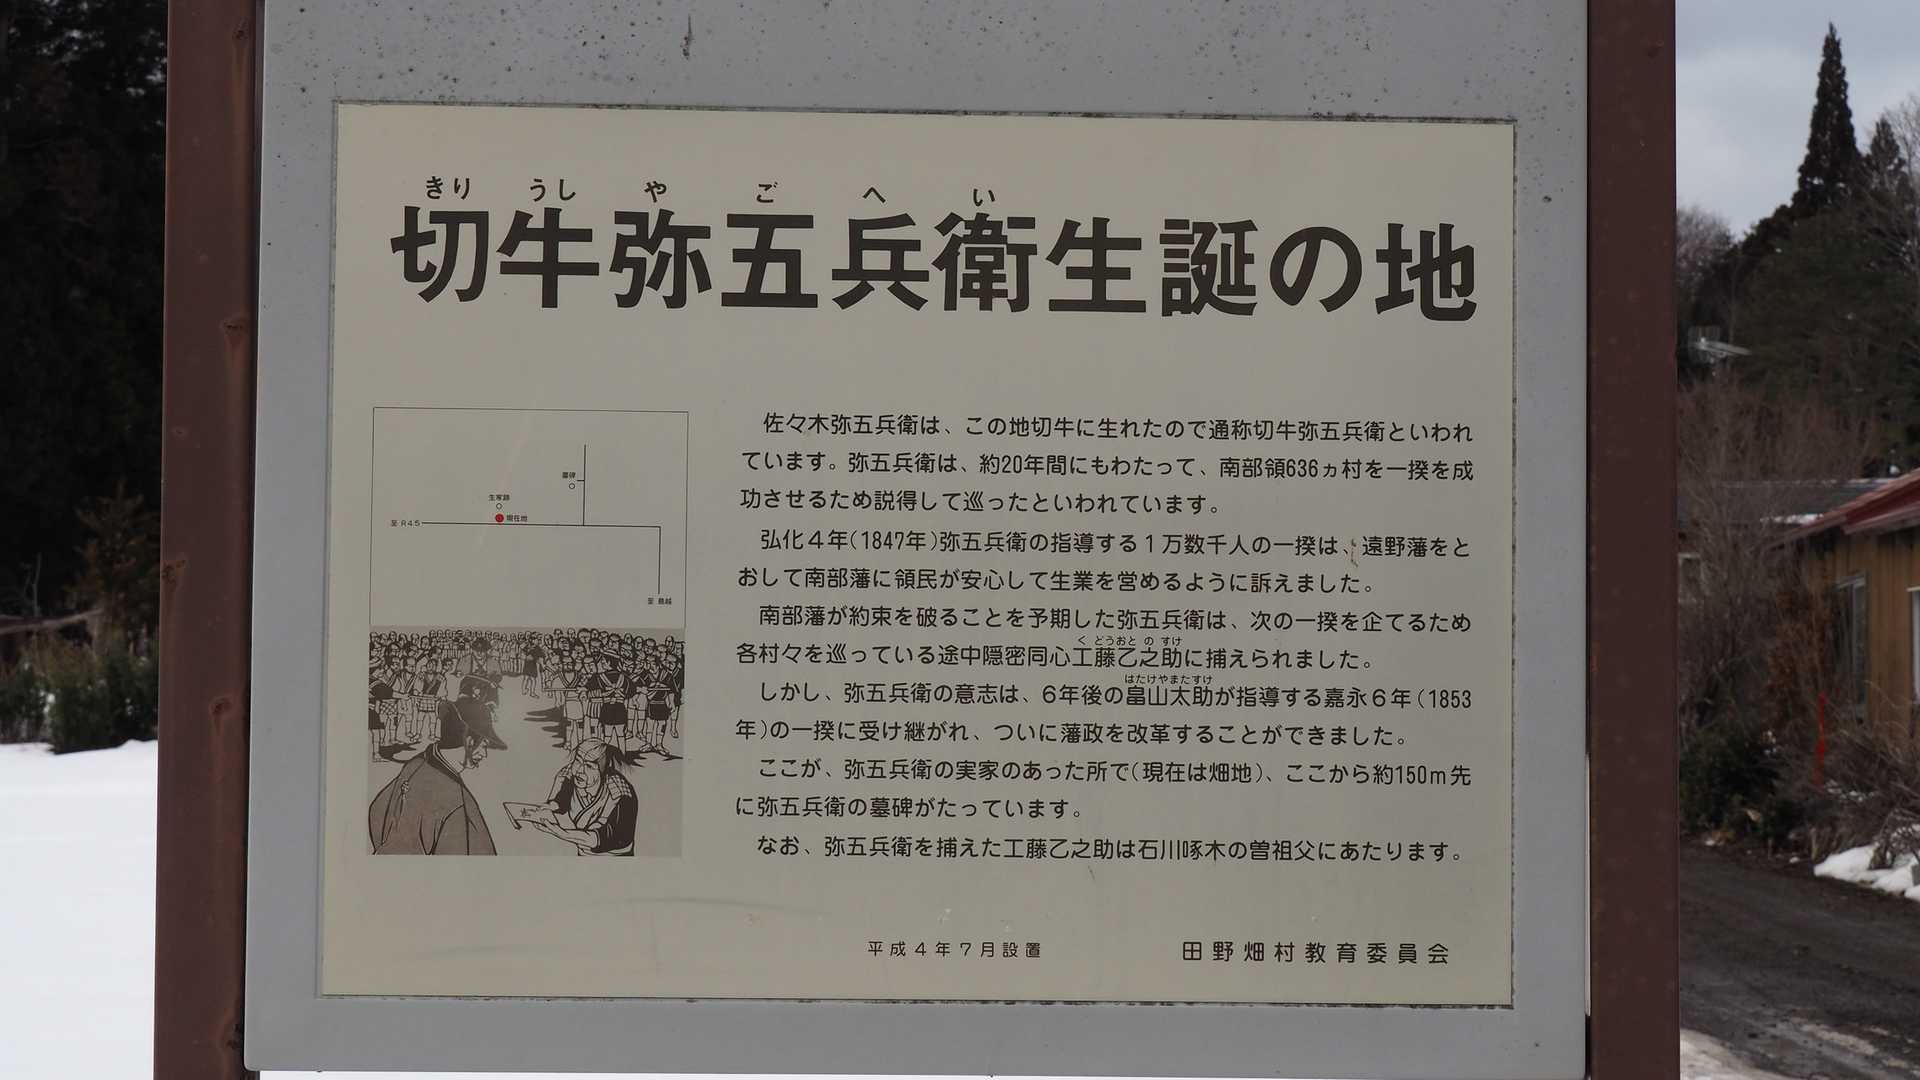 きり うし や ご へ い
切牛弥五兵衛生誕の地
佐々木弥五兵衛は、この地切牛に生れたので通称切牛弥五兵衛といわれ
ています。弥五兵衛は、約20年間にもわたって、南部領636ヵ村を一揆を成
功させるため説得して巡ったといわれています。
弘化4年(1847年)弥五兵衛の指導する1万数千人の一揆は、遠野藩をと
おして南部藩に領民が安心して生業を営めるように訴えました。
南部藩が約束を破ることを予期した弥五兵衛は、次の一揆を企てるため
く どうおと の すけ
各村々を巡っている途中隠密同心工藤乙之助に捕えられました。
はたけやまたすけ
しかし、弥五兵衛の意志は、6年後の畠山太助が指導する嘉永6年(1853
年)の一揆に受け継がれ、ついに藩政を改革することができました。
ここが、弥五兵衛の実家のあった所で(現在は畑地)、ここから約150m先
に弥五兵衛の墓碑がたっています。
なお、弥五兵衛を捕えた工藤乙之助は石川啄木の曽祖父にあたります。
墓碑
生家跡
現在地
至 R45
至 島越
平成4年7月設置
田野畑村教育委員会